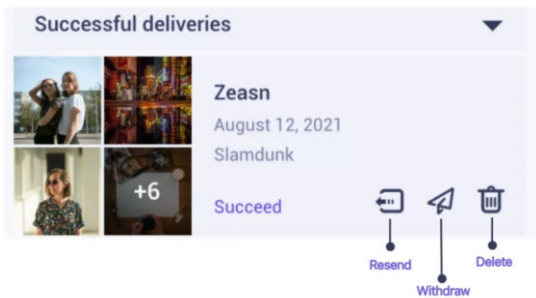 Successful deliveries
Zeasn
August 12, 2021
Slamdunk
+6
Succeed
Resend
Withdraw
Delete